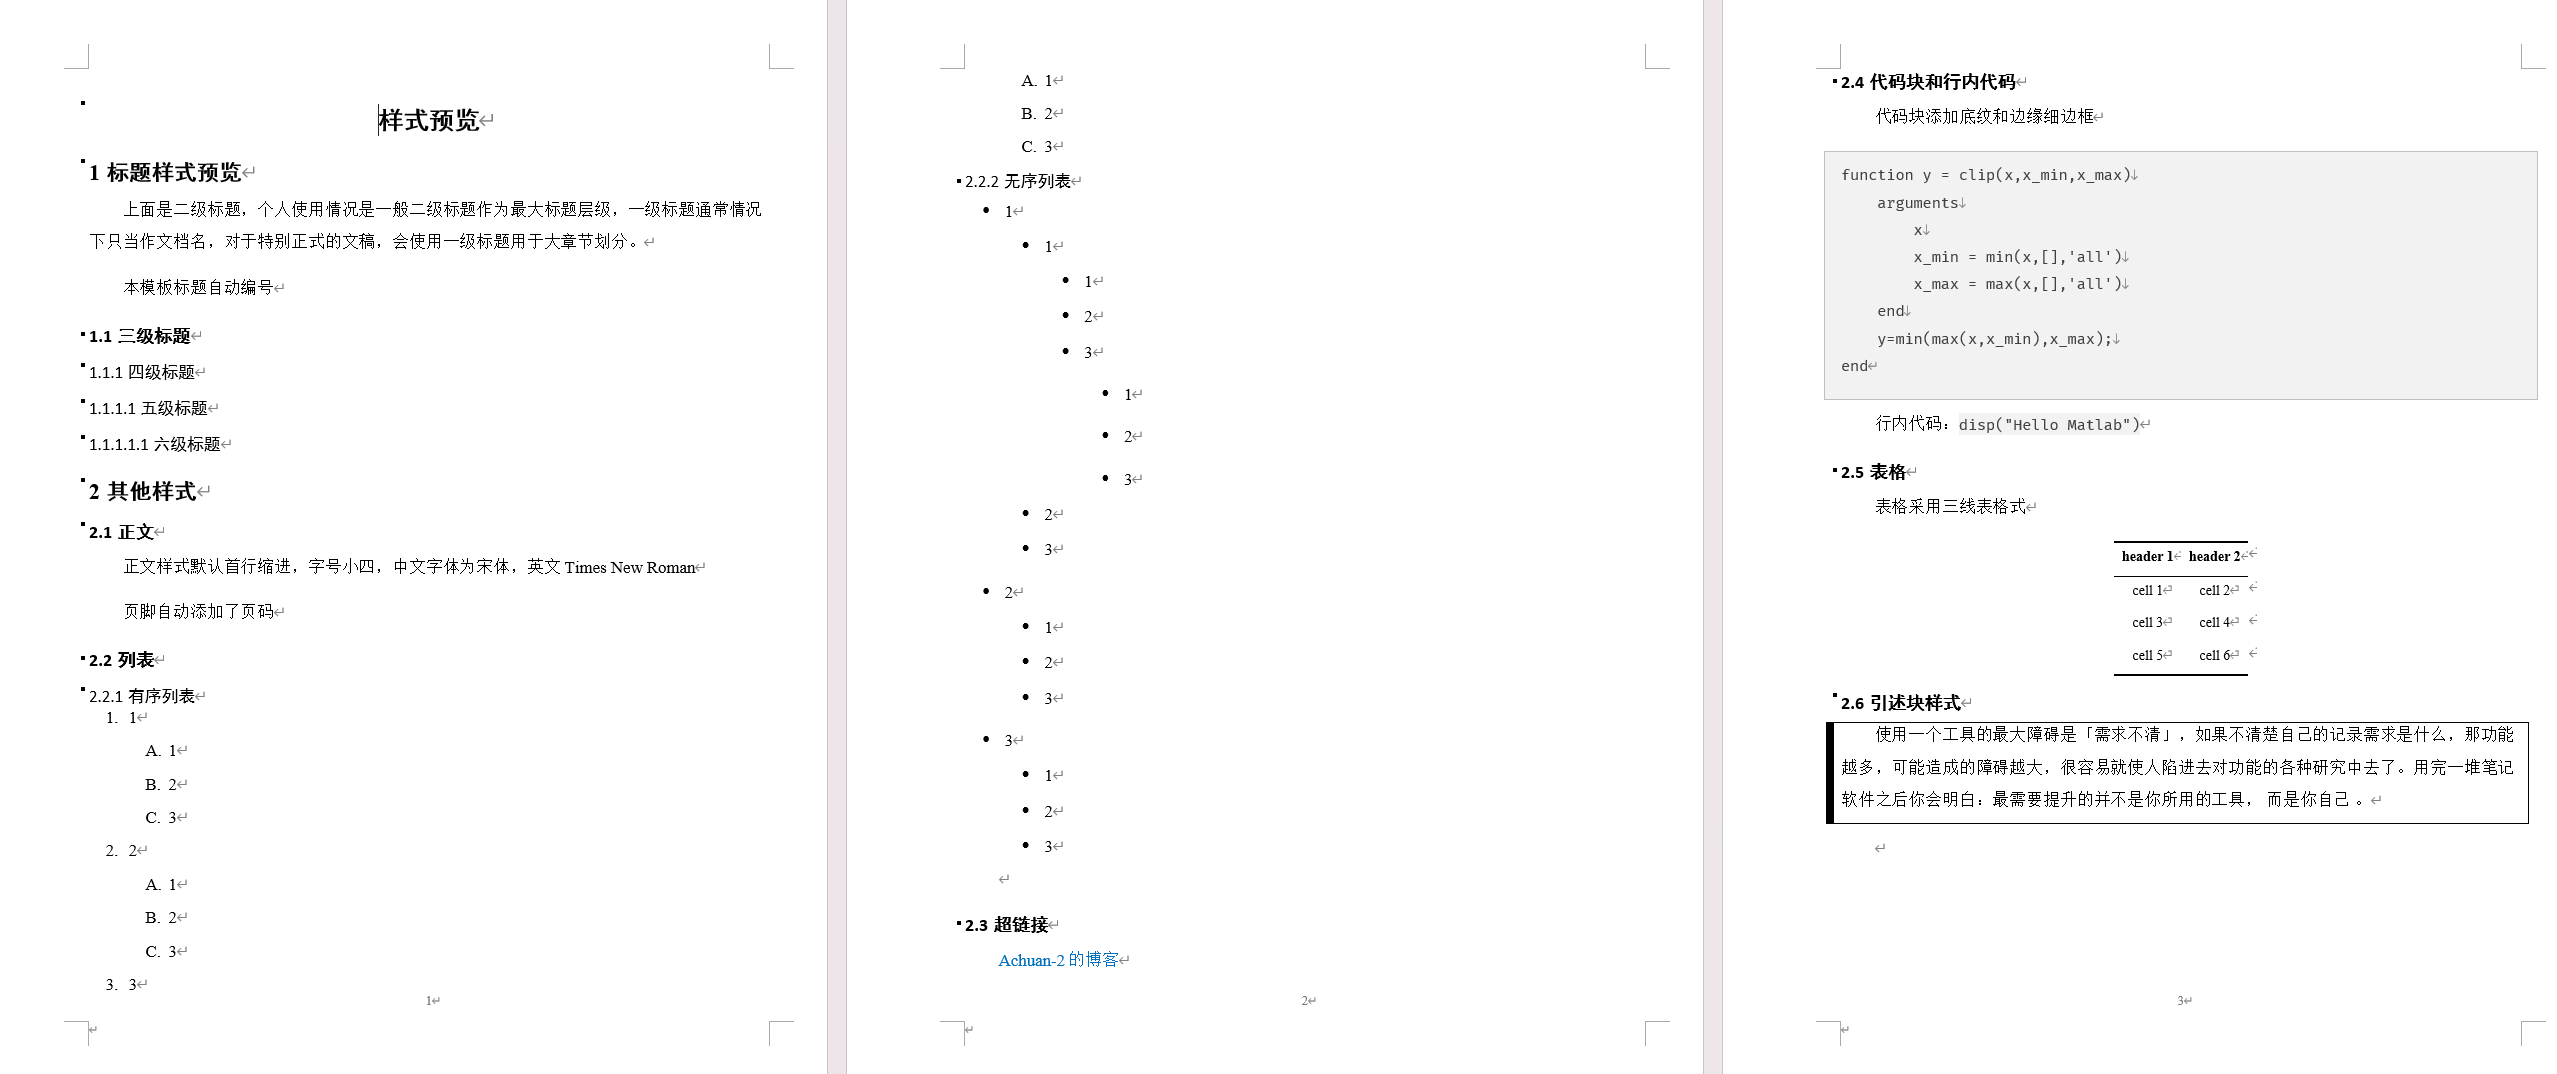 样式预览
1 标题样式预览
上面是二级标题，个人使用情况是一般二级标题作为最大标题层级，一级标题通常情况
下只当作文档名，对于特别正式的文稿，会使用一级标题用于大章节划分。
本模板标题自动编号
1.1 三级标题
1.1.1 四级标题
1.1.1.1 五级标题
1.1.1.1.1 六级标题
2 其他样式
2.1 正文
正文样式默认首行缩进，字号小四，中文字体为宋体，英文 Times New Roman
页脚自动添加了页码
2.2 列表
2.2.1 有序列表
1. 1
A. 1
B. 2
C. 3
2. 2
A. 1
B. 2
C. 3
3. 3
1
A. 1
B. 2
C. 3
2.2.2 无序列表
• 1
• 1
• 1
• 2
• 3
• 1
• 2
• 3
• 2
• 3
• 2
• 1
• 2
• 3
• 3
• 1
• 2
• 3
2.3 超链接
Achuan-2 的博客
2
2.4 代码块和行内代码
代码块添加底纹和边缘细边框
function y = clip(x,x_min,x_max)
    arguments
        x
        x_min = min(x,[],'all')
        x_max = max(x,[],'all')
    end
    y=min(max(x,x_min),x_max);
end
行内代码：disp("Hello Matlab")
2.5 表格
表格采用三线表格式
header 1 header 2
cell 1 cell 2
cell 3 cell 4
cell 5 cell 6
2.6 引述块样式
使用一个工具的最大障碍是「需求不清」，如果不清楚自己的记录需求是什么，那功能
越多，可能造成的障碍越大，很容易就使人陷进去对功能的各种研究中去了。用完一堆笔记
软件之后你会明白：最需要提升的并不是你所用的工具， 而是你自己 。
3